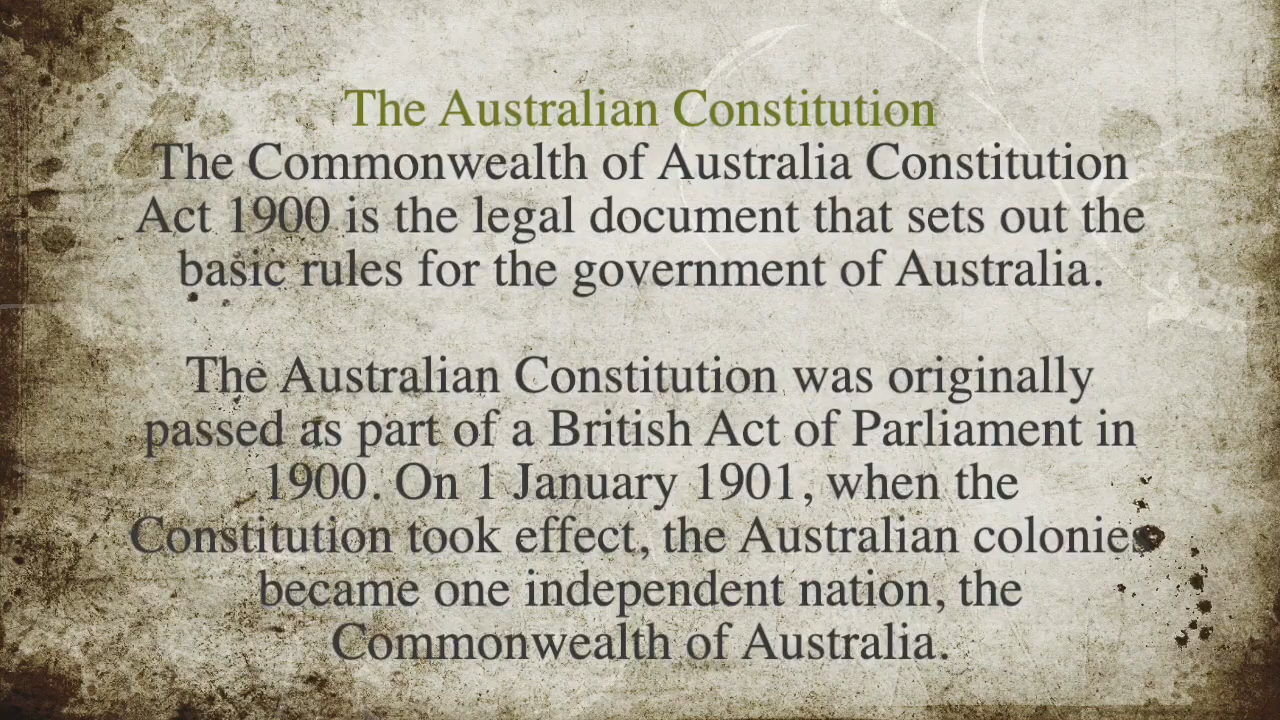 The Australian Constitution
The Commonwealth of Australia Constitution
Act 1900 is the legal document that sets out the
basic rules for the government of Australia.
The Australian Constitution was originally
passed as part of a British Act of Parliament in
1900. On 1 January 1901, when the
Constitution took effect, the Australian colonies
became one independent nation, the
Commonwealth of Australia.